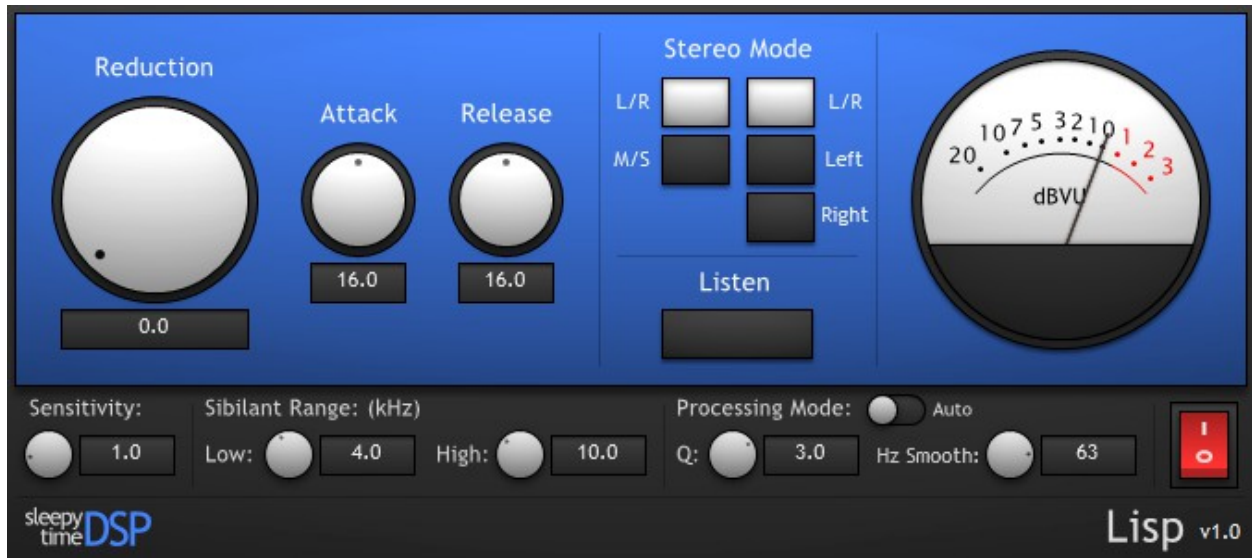 Reduction
0.0
Attack
16.0
Release
16.0
Stereo Mode
L/R L/R
M/S Left
Right
Listen
20 10 7 5 3 2 1 0 1 2 3
dBVU
Sensitivity:
1.0
Sibilant Range: (kHz)
Low: 4.0 High: 10.0
Processing Mode: Auto
Q: 3.0 Hz Smooth: 63
I
O
sleepy
time DSP
Lisp v1.0